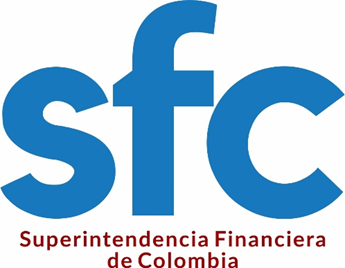 sfc
Superintendencia Financiera
de Colombia